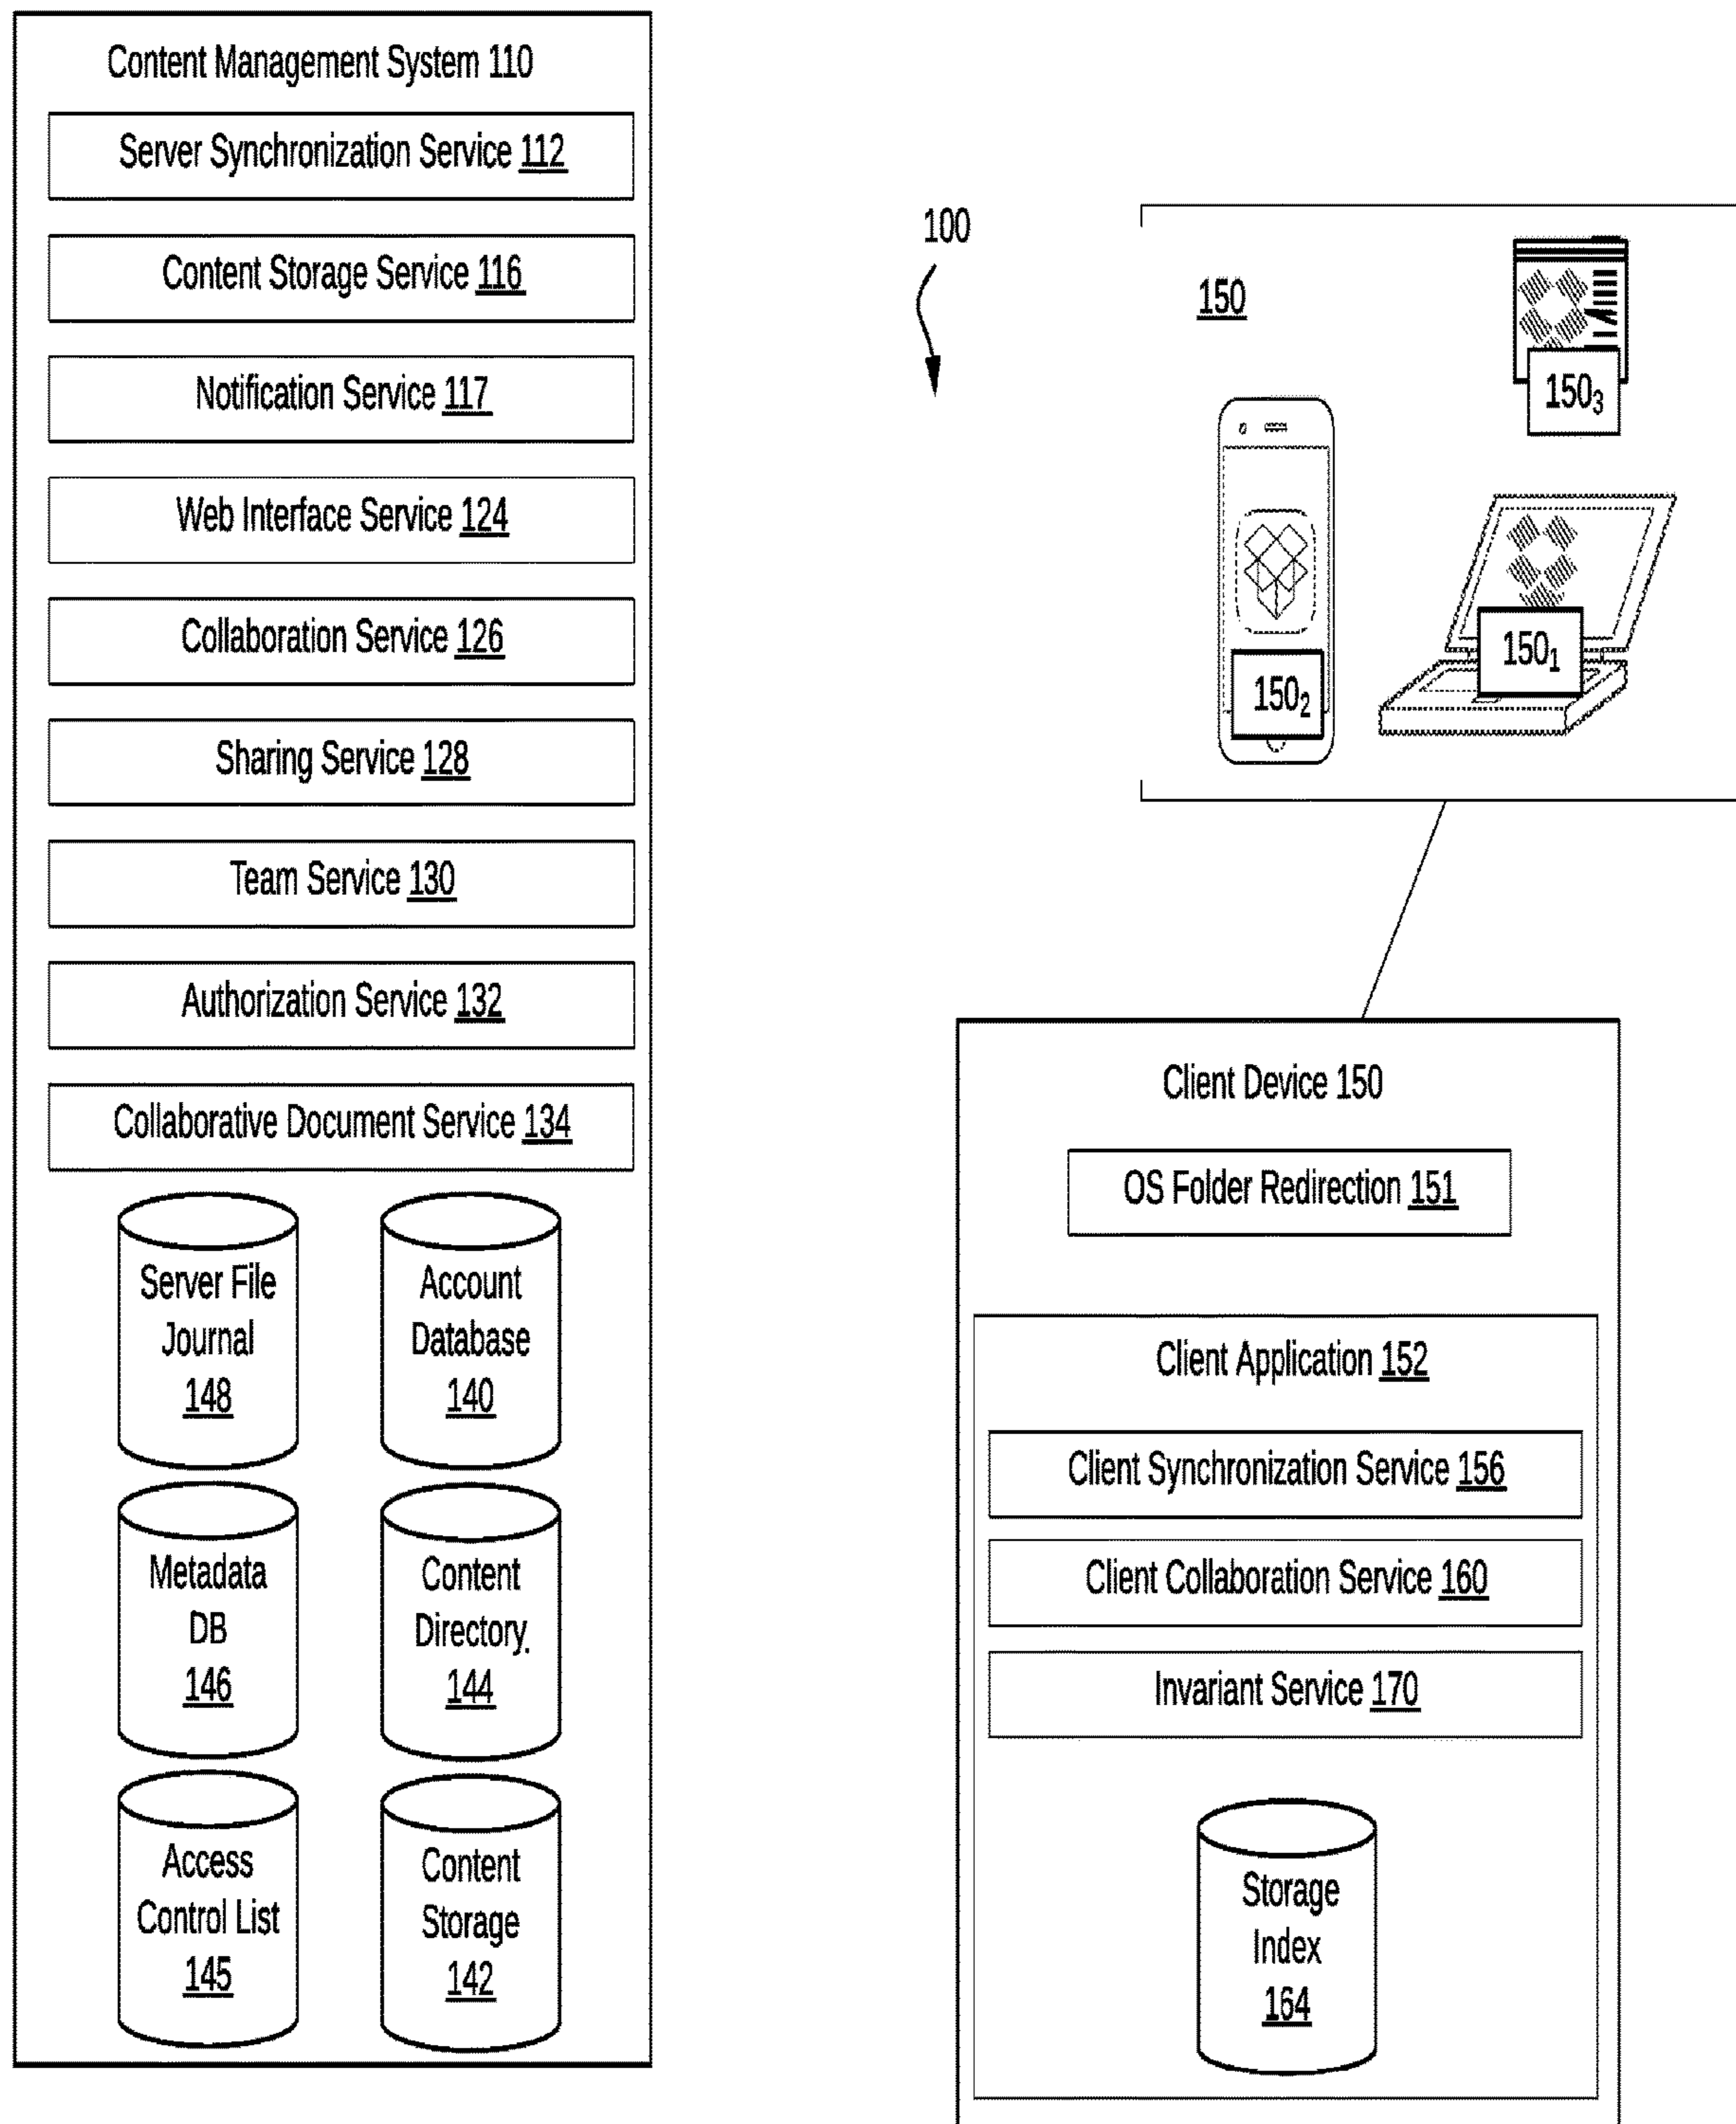 Content Management System 110
Server Synchronization Service 112
Content Storage Service 116
Notification Service 117
Web Interface Service 124
Collaboration Service 126
Sharing Service 128
Team Service 130
Authorization Service 132
Collaborative Document Service 134
Server File
Journal
148
Account
Database
140
Metadata
DB
146
Content
Directory.
144
Access
Control List
145
Content
Storage
142
100
150
150₃
150₂
150₁
Client Device 150
OS Folder Redirection 151
Client Application 152
Client Synchronization Service 156
Client Collaboration Service 160
Invariant Service 170
Storage
Index
164